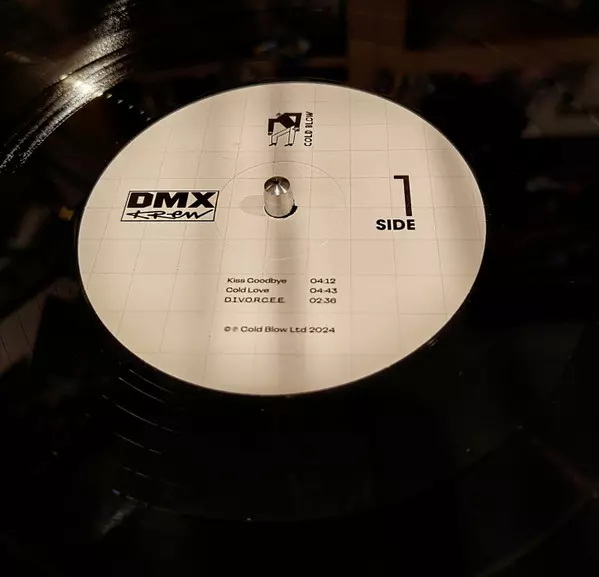 COLD BLOW
DMX
KREW
1
SIDE
Kiss Goodbye 04:12
Cold Love 04:43
D.I.V.O.R.C.E.E. 02:36
©℗ Cold Blow Ltd 2024